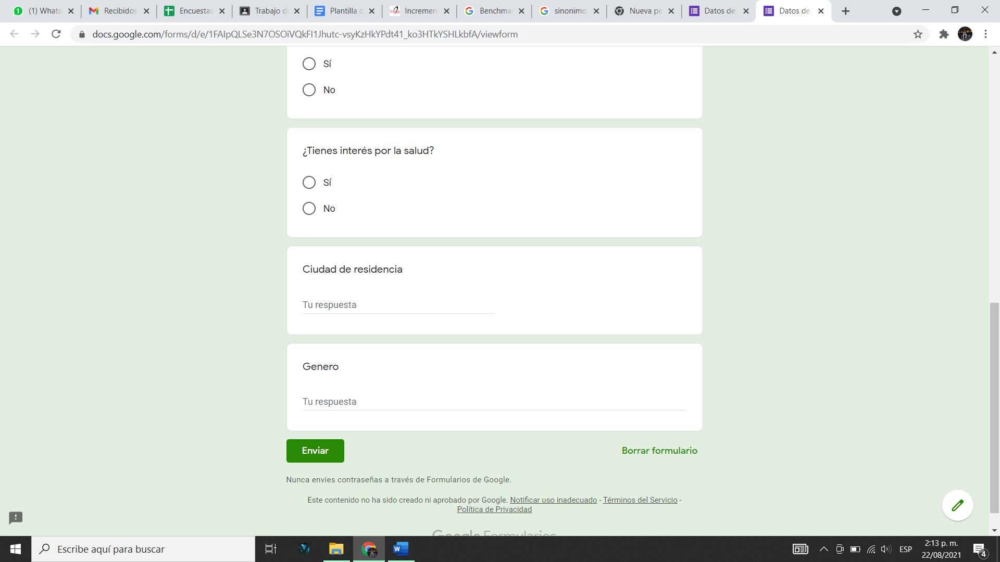 (1) Whats
Recibidos
Encuestas
Trabajo d
Plantilla d
Incremen
Benchma
sinonimo
Nueva pe
Datos de
Datos de
docs.google.com/forms/d/e/1FAIpQLSe3N7OSOiVQkFI1Jhutc-vsyKzHkYPdt41_ko3HTkYSHLkbfA/viewform
Sí
No
¿Tienes interés por la salud?
Sí
No
Ciudad de residencia
Tu respuesta
Genero
Tu respuesta
Enviar
Borrar formulario
Nunca envíes contraseñas a través de Formularios de Google.
Este contenido no ha sido creado ni aprobado por Google. Notificar uso inadecuado - Términos del Servicio -
Política de Privacidad
Google Formularios
Escribe aquí para buscar
ESP
2:13 p. m.
22/08/2021
4